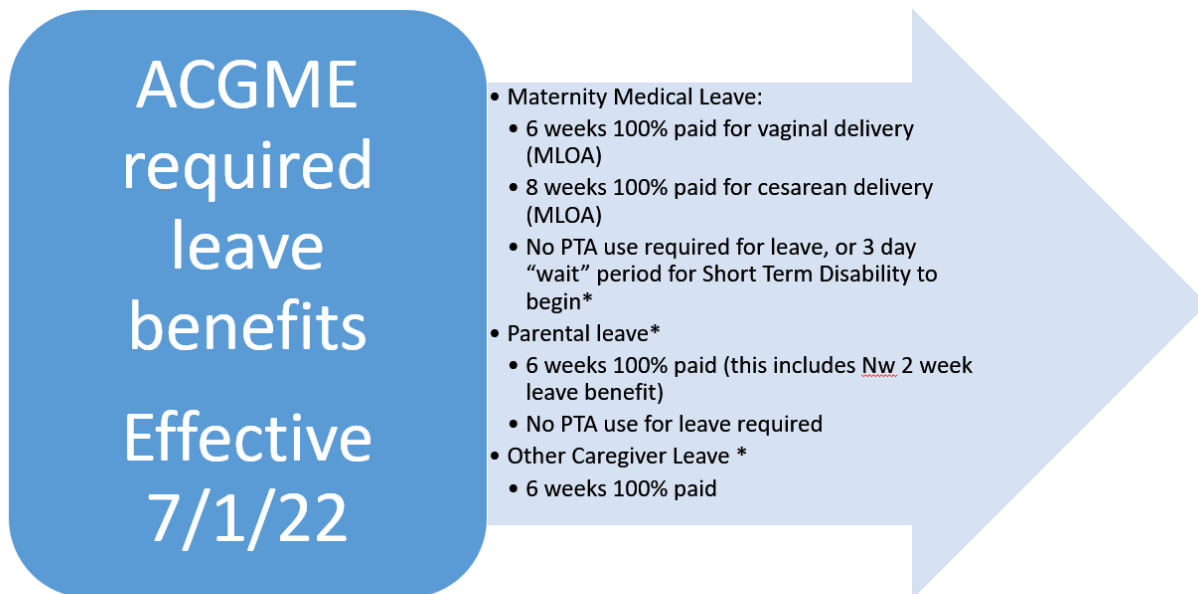 ACGME
required
leave
benefits
Effective
7/1/22
• Maternity Medical Leave:
• 6 weeks 100% paid for vaginal delivery
(MLOA)
• 8 weeks 100% paid for cesarean delivery
(MLOA)
• No PTA use required for leave, or 3 day
“wait” period for Short Term Disability to
begin*
• Parental leave*
• 6 weeks 100% paid (this includes Nw 2 week
leave benefit)
• No PTA use for leave required
• Other Caregiver Leave *
• 6 weeks 100% paid